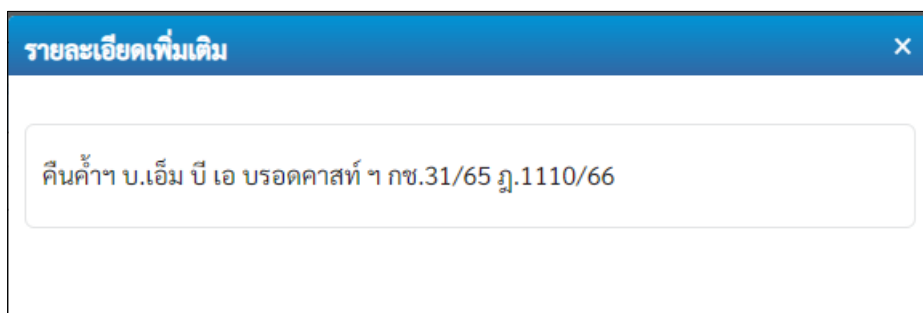 รายละเอียดเพิ่มเติม ×
คืนค้ำฯ บ.เอ็ม บี เอ บรอดคาสท์ ฯ กช.31/65 ฎ.1110/66